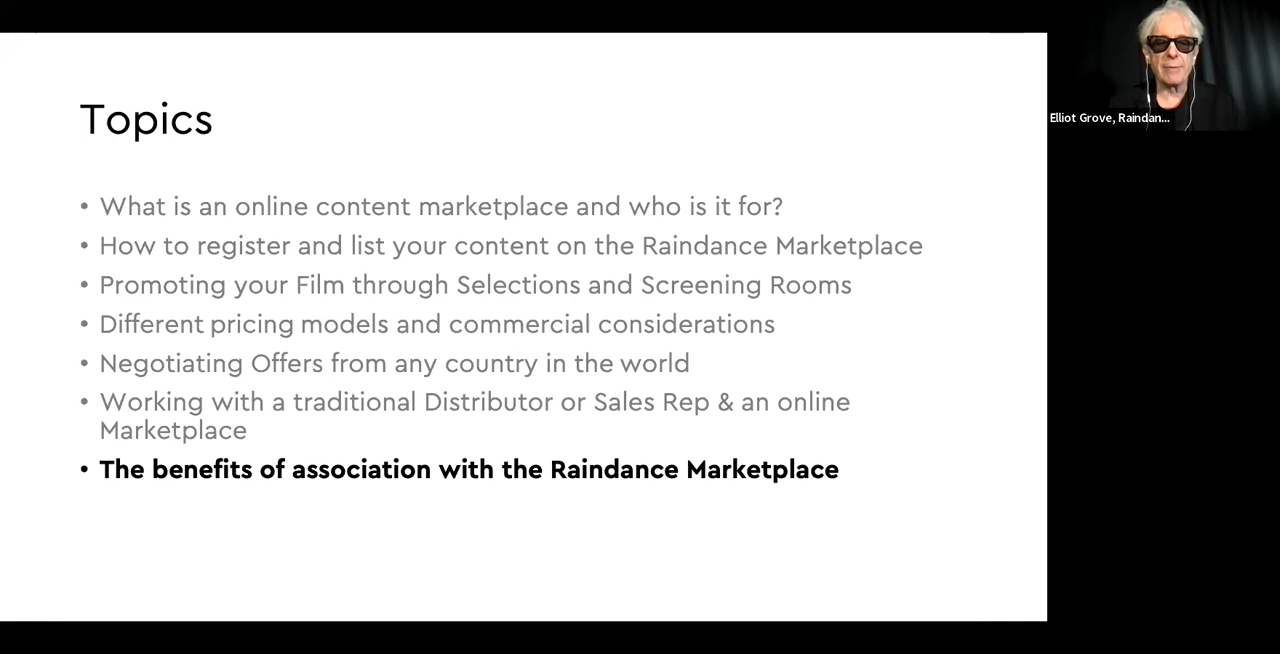 Topics
• What is an online content marketplace and who is it for?
• How to register and list your content on the Raindance Marketplace
• Promoting your Film through Selections and Screening Rooms
• Different pricing models and commercial considerations
• Negotiating Offers from any country in the world
• Working with a traditional Distributor or Sales Rep & an online
Marketplace
• The benefits of association with the Raindance Marketplace
Elliot Grove, Raindan...